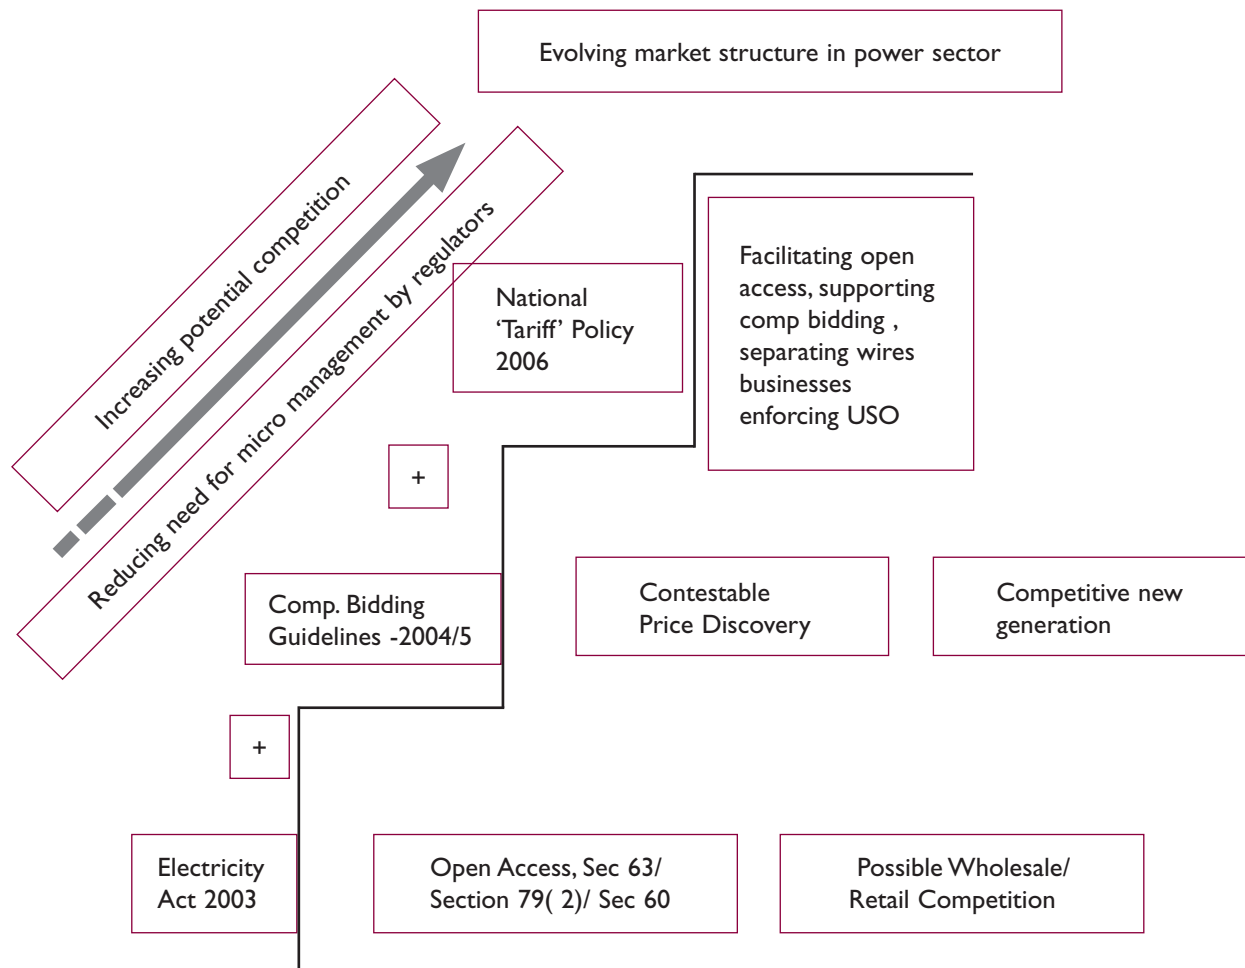 Evolving market structure in power sector
Increasing potential competition
Reducing need for micro management by regulators
National
‘Tariff’ Policy
2006
Facilitating open
access, supporting
comp bidding ,
separating wires
businesses
enforcing USO
+
Comp. Bidding
Guidelines -2004/5
Contestable
Price Discovery
Competitive new
generation
+
Electricity
Act 2003
Open Access, Sec 63/
Section 79( 2)/ Sec 60
Possible Wholesale/
Retail Competition